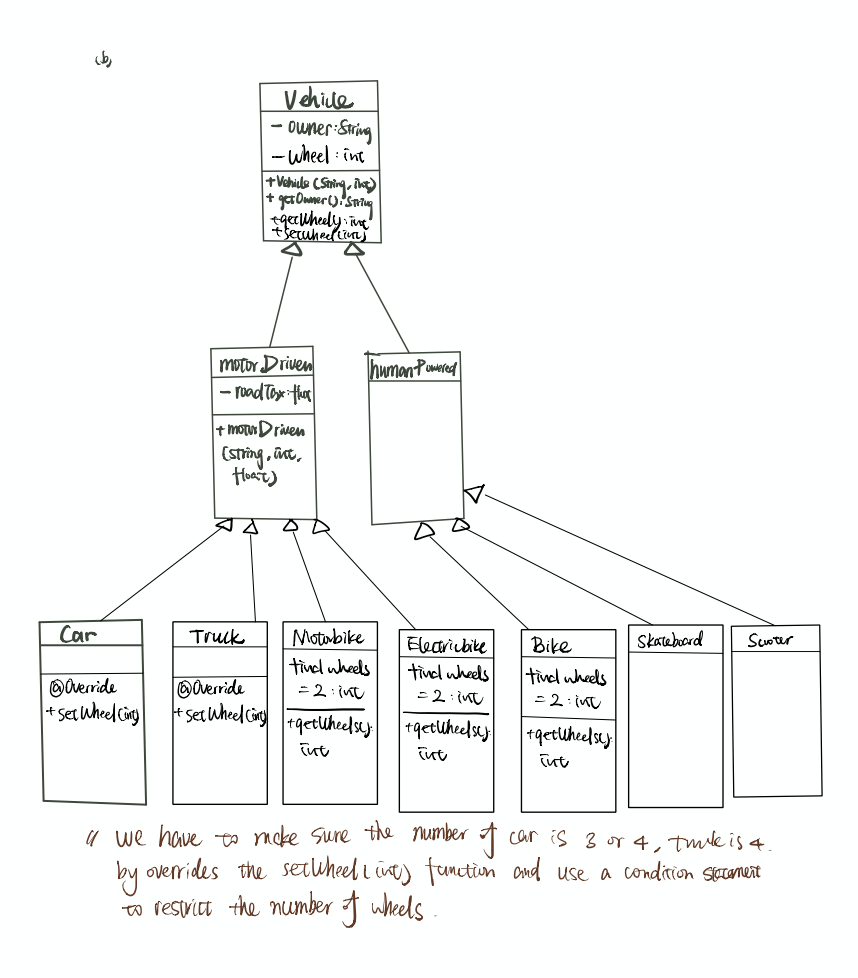 (b)
Vehicle
- owner: String
- wheel: int
+ Vehicle (String, int)
+ getOwner(): String
+ getWheel(): int
+ setWheel(int)
motorDriven
- roadTax: float
+ motorDriven
(string, int,
float)
humanPowered
Car
@Override
+ setWheel(int)
Truck
@Override
+ setWheel(int)
Motorbike
final wheels
= 2 : int
+getWheels():
int
Electricbike
final wheels
= 2 : int
+getWheels():
int
Bike
final wheels
= 2 : int
+getWheels():
int
Skateboard
Scooter
// We have to make sure the number of car is 3 or 4, truck is 4.
by overrides the setWheel(int) function and use a condition statement
to restrict the number of wheels.